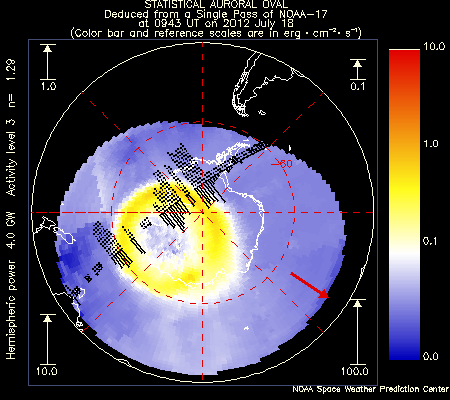 STATISTICAL AURORAL OVAL
Deduced from a Single Pass of NOAA-17
at 0943 UT on 2012 July 18
(Color bar and reference scales are in erg · cm⁻² · s⁻¹)
Hemispheric power 4.0 GW Activity level 3 n= 1.29
1.0
0.1
10.0
100.0
-60
10.0
1.0
0.1
0.0
NOAA Space Weather Prediction Center